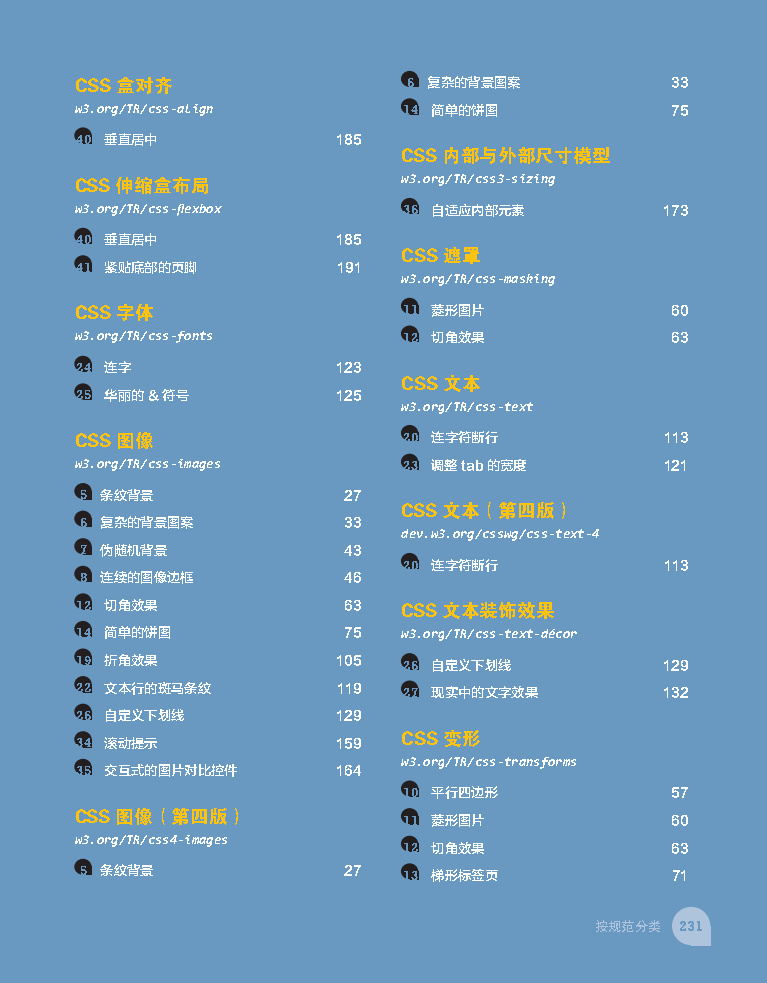 CSS 盒对齐
w3.org/TR/css-align
40 垂直居中 185
CSS 伸缩盒布局
w3.org/TR/css-flexbox
40 垂直居中 185
41 紧贴底部的页脚 191
CSS 字体
w3.org/TR/css-fonts
24 连字 123
25 华丽的 & 符号 125
CSS 图像
w3.org/TR/css-images
5 条纹背景 27
6 复杂的背景图案 33
7 伪随机背景 43
8 连续的图像边框 46
12 切角效果 63
14 简单的饼图 75
19 折角效果 105
22 文本行的斑马条纹 119
26 自定义下划线 129
34 滚动提示 159
35 交互式的图片对比控件 164
CSS 图像（第四版）
w3.org/TR/css4-images
5 条纹背景 27
6 复杂的背景图案 33
14 简单的饼图 75
CSS 内部与外部尺寸模型
w3.org/TR/css3-sizing
36 自适应内部元素 173
CSS 遮罩
w3.org/TR/css-masking
11 菱形图片 60
12 切角效果 63
CSS 文本
w3.org/TR/css-text
20 连字符断行 113
23 调整 tab 的宽度 121
CSS 文本（第四版）
dev.w3.org/csswg/css-text-4
20 连字符断行 113
CSS 文本装饰效果
w3.org/TR/css-text-décor
26 自定义下划线 129
27 现实中的文字效果 132
CSS 变形
w3.org/TR/css-transforms
10 平行四边形 57
11 菱形图片 60
12 切角效果 63
13 梯形标签页 71
按规范分类 231